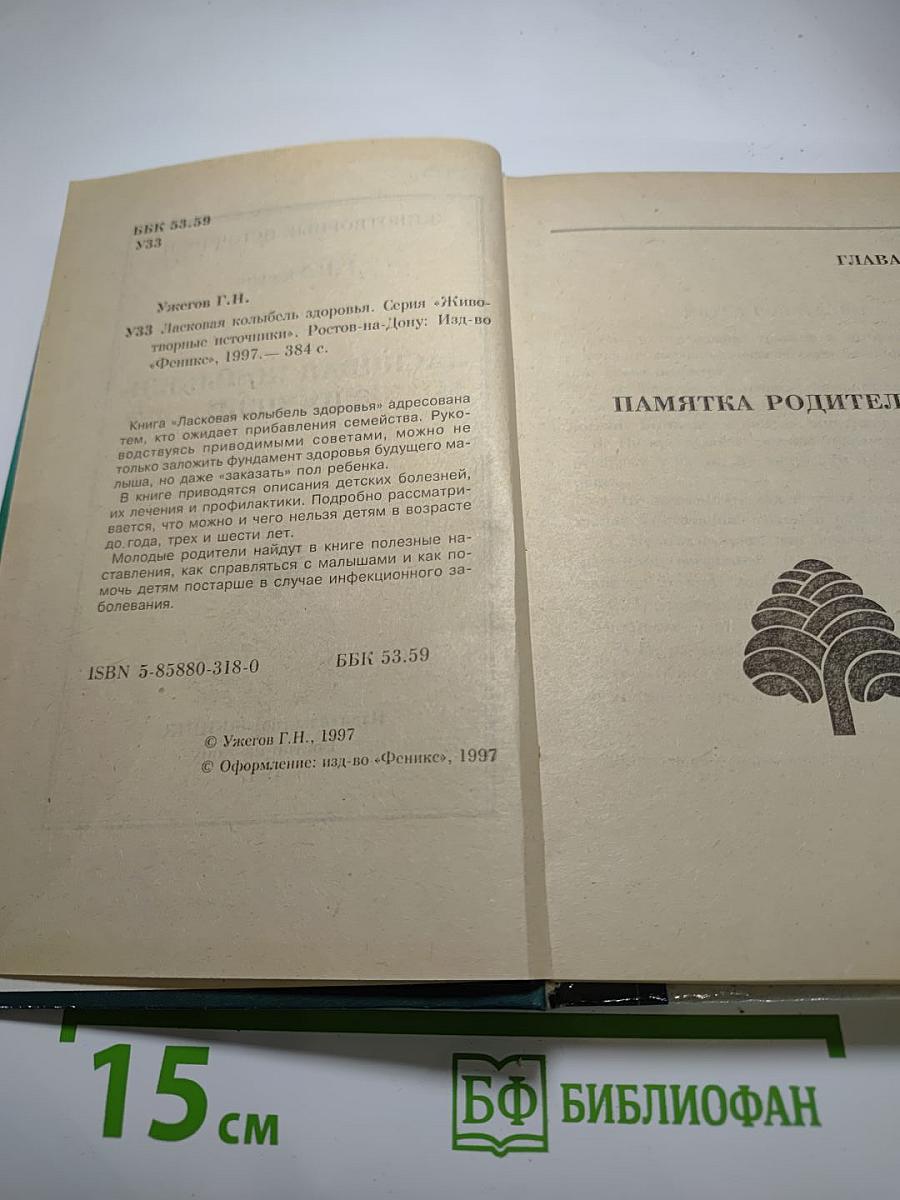 ББК 53.59
У33
Ужегов Г.Н.
У33 Ласковая колыбель здоровья. Серия «Живо-
творные источники». Ростов-на-Дону: Изд-во
«Феникс», 1997.— 384 с.
Книга «Ласковая колыбель здоровья» адресована
тем, кто ожидает прибавления семейства. Руко-
водствуясь приводимыми советами, можно не
только заложить фундамент здоровья будущего ма-
лыша, но даже «заказать» пол ребенка.
В книге приводятся описания детских болезней,
их лечения и профилактики. Подробно рассматри-
вается, что можно и чего нельзя детям в возрасте
до года, трех и шести лет.
Молодые родители найдут в книге полезные на-
ставления, как справляться с малышами и как по-
мочь детям постарше в случае инфекционного за-
болевания.
ISBN 5-85880-318-0 ББК 53.59
© Ужегов Г.Н., 1997
© Оформление: изд-во «Феникс», 1997
ГЛАВА
ПАМЯТКА РОДИТЕЛ
15 см
БФ БИБЛИОФАН